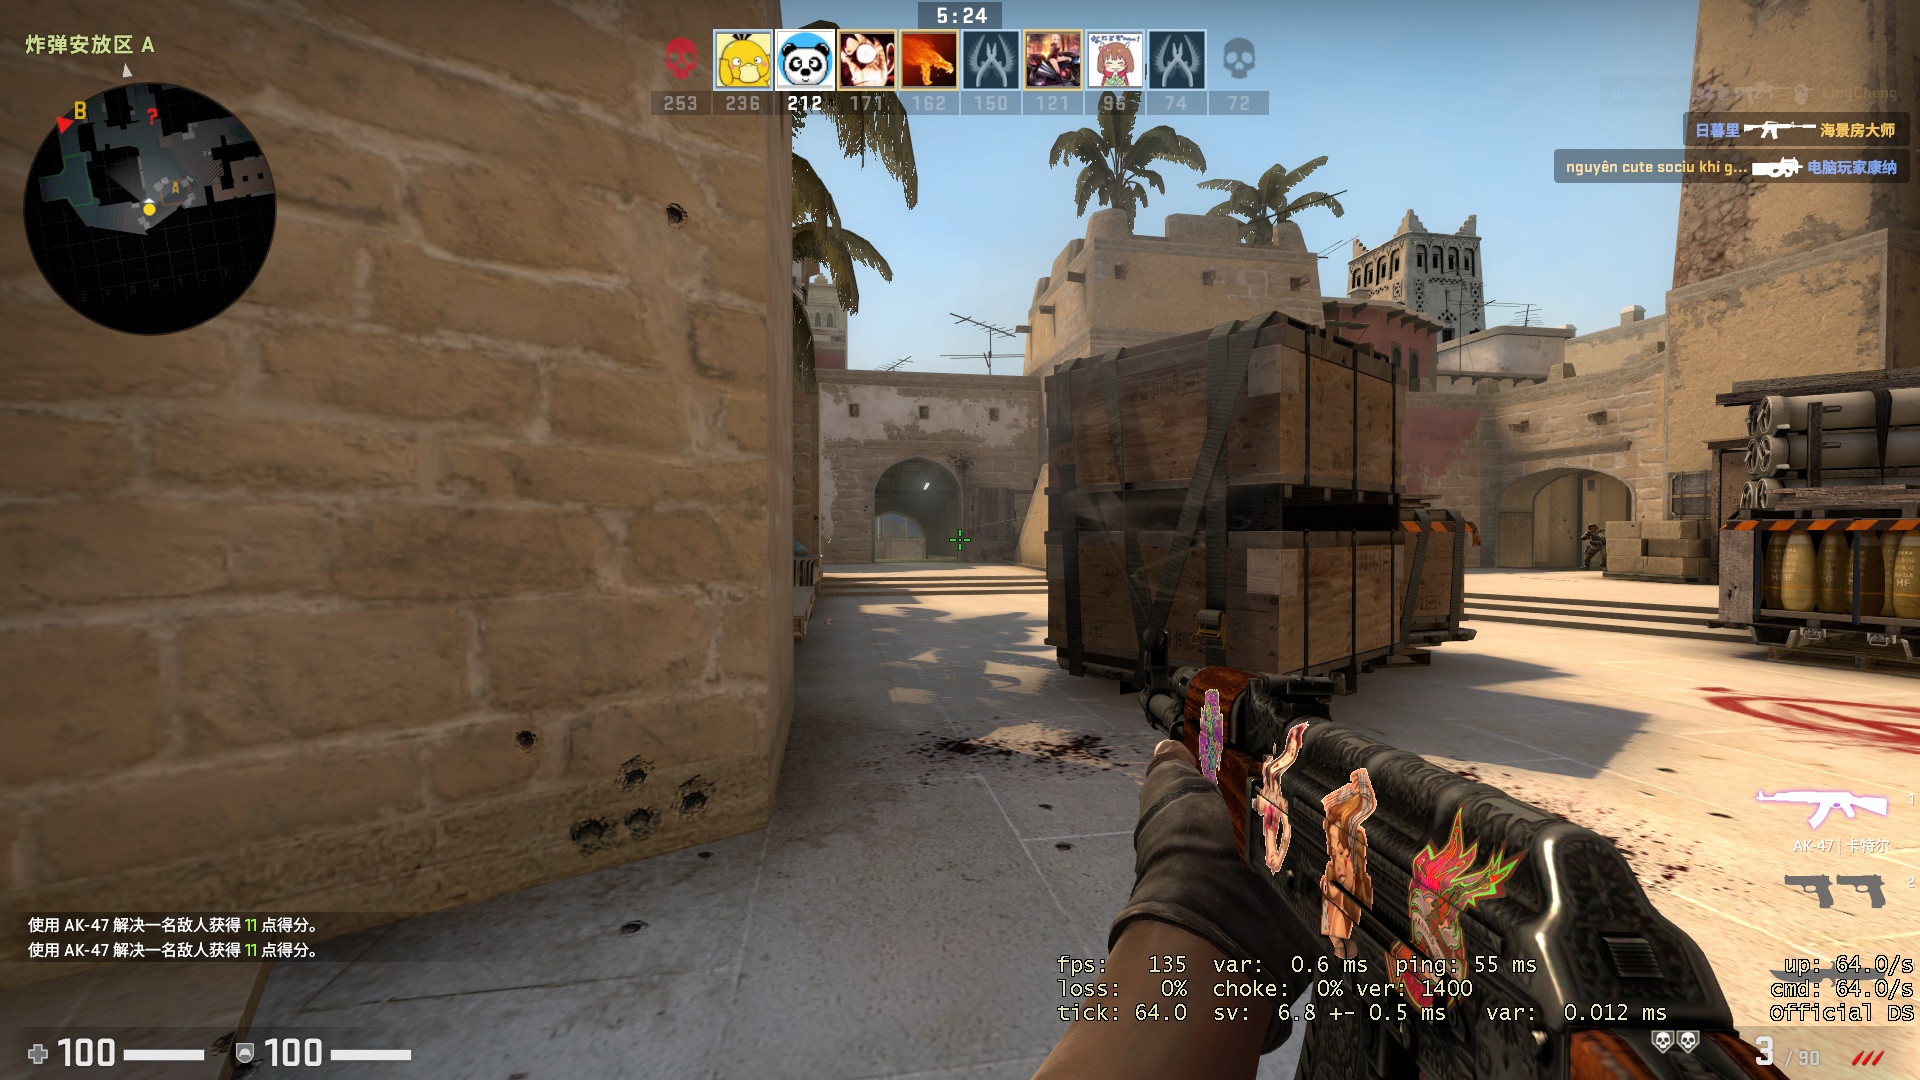 5:24
炸弹安放区 A
B
?
A
253 236 212 171 162 150 121 96 74 72
LingCheng
日暮里 海景房大师
nguyên cute sociu khi g... 电脑玩家康纳
1
AK-47 | 卡特尔
2
使用 AK-47 解决一名敌人获得 11 点得分。
使用 AK-47 解决一名敌人获得 11 点得分。
fps: 135 var: 0.6 ms ping: 55 ms
loss: 0% choke: 0% ver: 1400
tick: 64.0 sv: 6.8 +- 0.5 ms var: 0.012 ms
up: 64.0/s
cmd: 64.0/s
Official DS
100 100
3 / 90